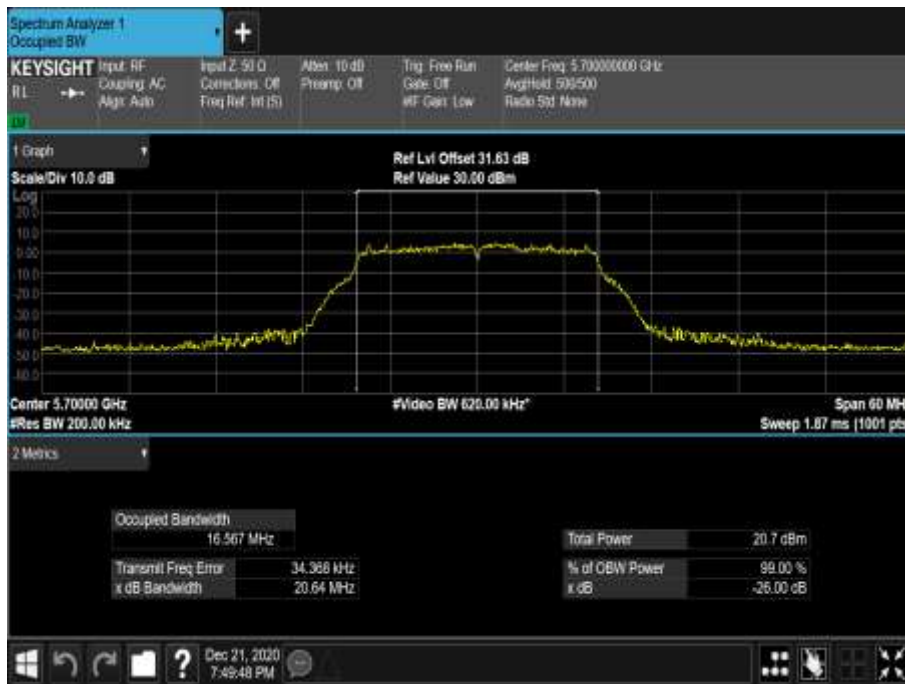 Spectrum Analyzer 1
Occupied BW
+
KEYSIGHT Input: RF Input Z: 50 Ω Atten: 10 dB Trig: Free Run Center Freq: 5.700000000 GHz
RL Coupling: AC Corrections: Off Preamp: Off Gate: Off Avg|Hold: 500/500
Align: Auto Freq Ref: Int (S) #IF Gain: Low Radio Std: None
1 Graph
Ref Lvl Offset 31.63 dB
Scale/Div 10.0 dB Ref Value 30.00 dBm
Log
20.0
10.0
0.00
-10.0
-20.0
-30.0
-40.0
-50.0
-60.0
Center 5.70000 GHz #Video BW 620.00 kHz* Span 60 MH
#Res BW 200.00 kHz Sweep 1.87 ms (1001 pts
2 Metrics
Occupied Bandwidth
16.567 MHz Total Power 20.7 dBm
Transmit Freq Error 34.368 kHz % of OBW Power 99.00 %
x dB Bandwidth 20.64 MHz x dB -26.00 dB
? Dec 21, 2020
7:49:48 PM